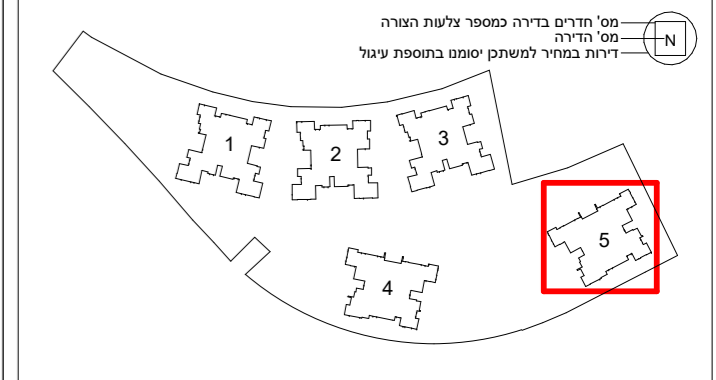 מס' חדרים בדירה כמספר צלעות הצורה
מס' הדירה
דירות במחיר למשתכן יסומנו בתוספת עיגול
N
1
2
3
4
5